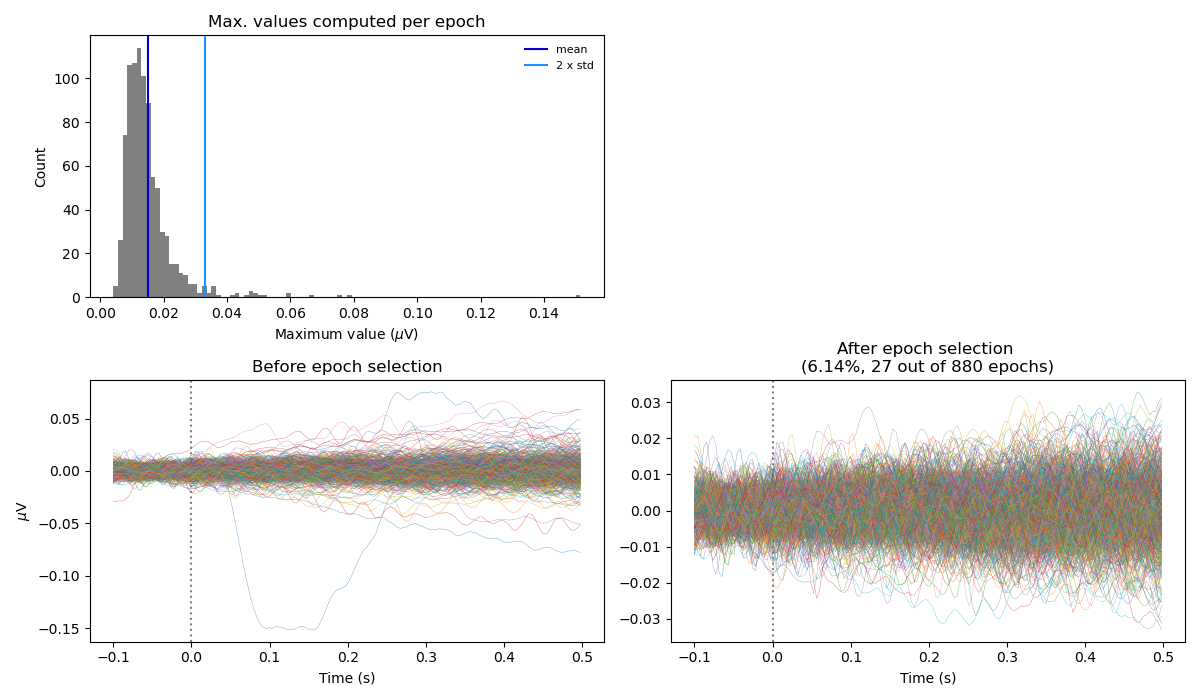 Max. values computed per epoch
mean
2 x std
Count
100
80
60
40
20
0
0.00 0.02 0.04 0.06 0.08 0.10 0.12 0.14
Maximum value (μV)
Before epoch selection
μV
0.05
0.00
−0.05
−0.10
−0.15
−0.1 0.0 0.1 0.2 0.3 0.4 0.5
Time (s)
After epoch selection
(6.14%, 27 out of 880 epochs)
0.03
0.02
0.01
0.00
−0.01
−0.02
−0.03
−0.1 0.0 0.1 0.2 0.3 0.4 0.5
Time (s)